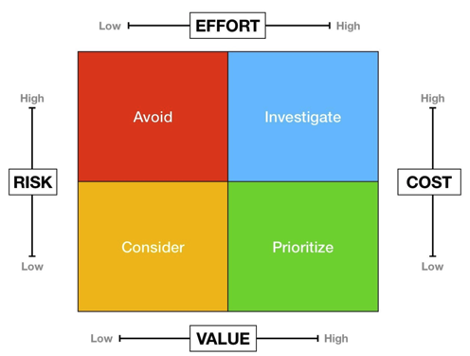 Low EFFORT High
High High
Avoid Investigate
RISK COST
Consider Prioritize
Low Low
Low VALUE High